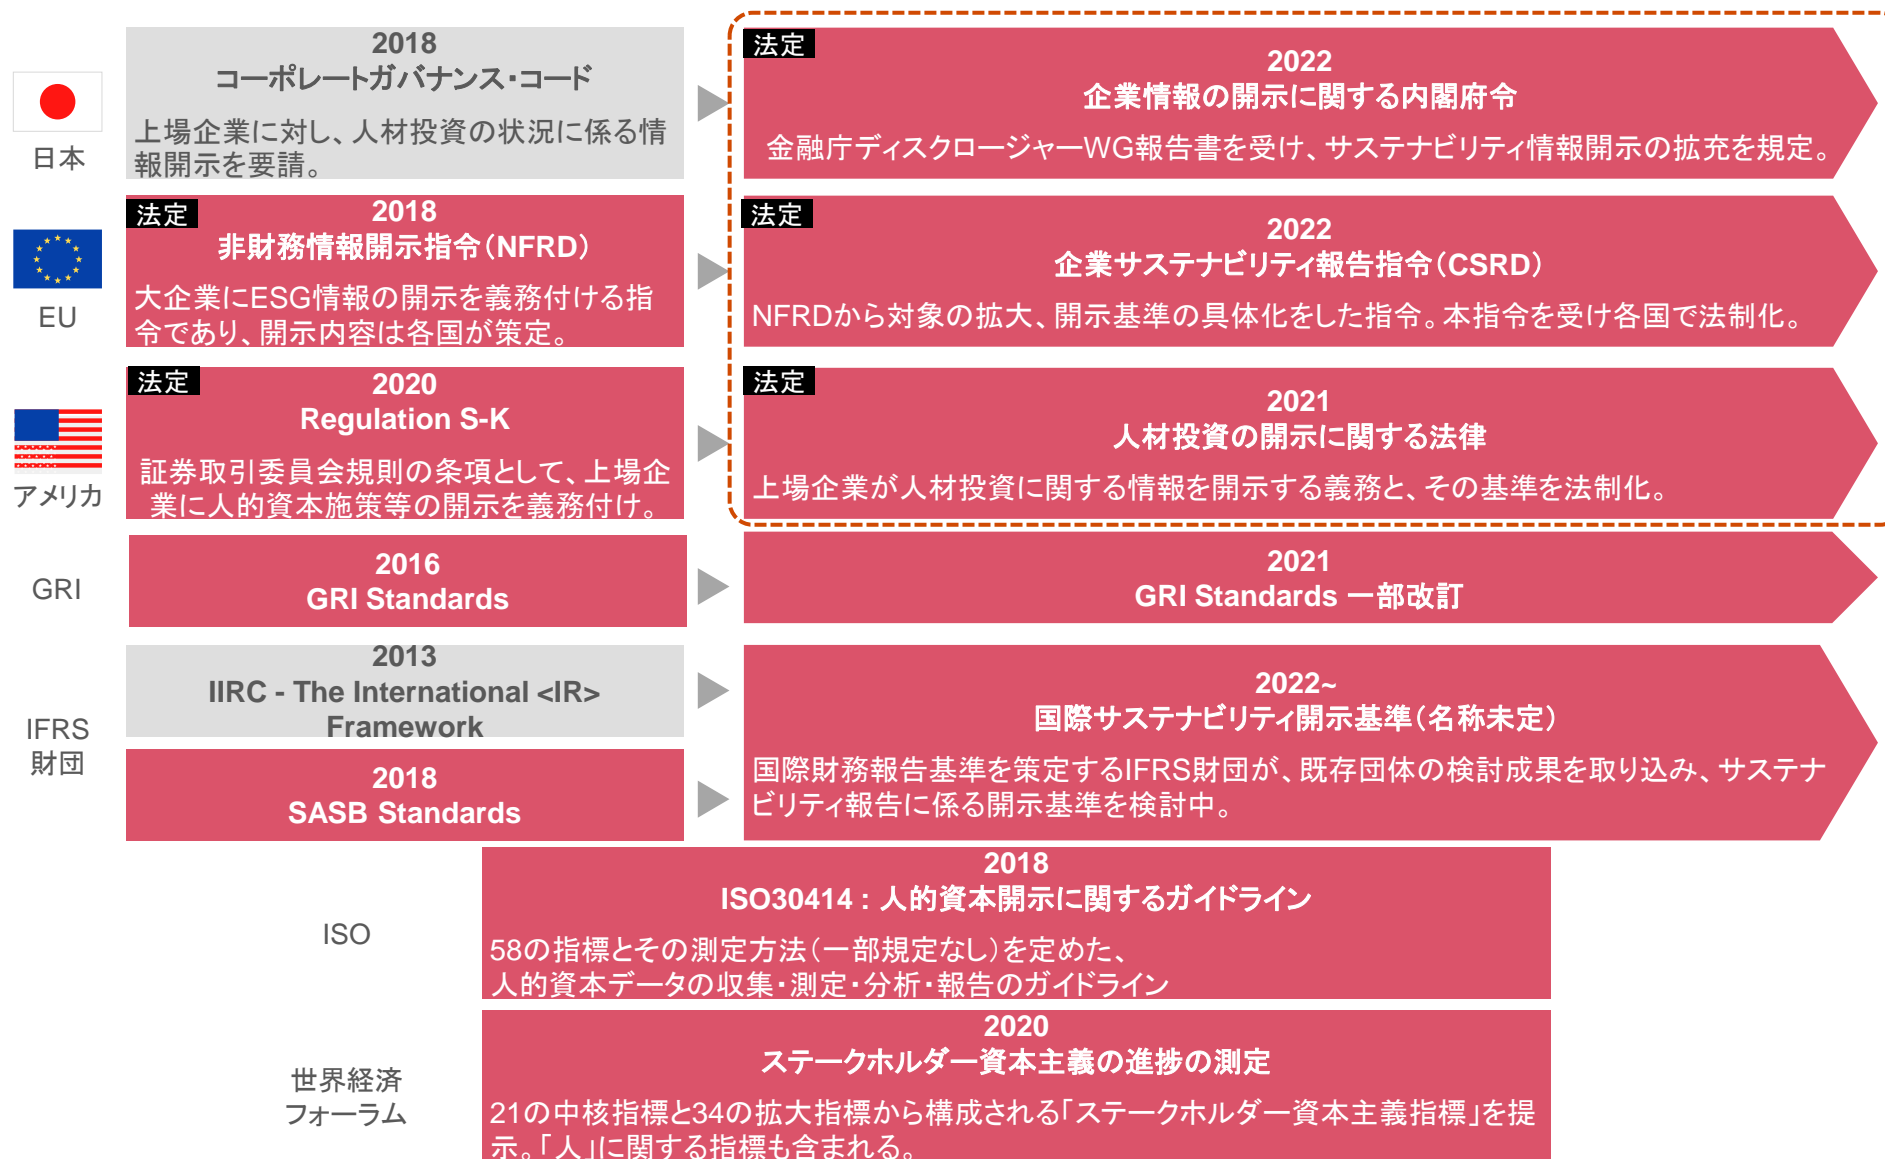 日本
2018
コーポレートガバナンス・コード
上場企業に対し、人材投資の状況に係る情
報開示を要請。
法定
2022
企業情報の開示に関する内閣府令
金融庁ディスクロージャーWG報告書を受け、サステナビリティ情報開示の拡充を規定。
EU
法定
2018
非財務情報開示指令（NFRD）
大企業にESG情報の開示を義務付ける指
令であり、開示内容は各国が策定。
法定
2022
企業サステナビリティ報告指令（CSRD）
NFRDから対象の拡大、開示基準の具体化をした指令。本指令を受け各国で法制化。
アメリカ
法定
2020
Regulation S-K
証券取引委員会規則の条項として、上場企
業に人的資本施策等の開示を義務付け。
法定
2021
人材投資の開示に関する法律
上場企業が人材投資に関する情報を開示する義務と、その基準を法制化。
GRI
2016
GRI Standards
2021
GRI Standards 一部改訂
IFRS
財団
2013
IIRC - The International <IR>
Framework
2018
SASB Standards
2022~
国際サステナビリティ開示基準（名称未定）
国際財務報告基準を策定するIFRS財団が、既存団体の検討成果を取り込み、サステナ
ビリティ報告に係る開示基準を検討中。
ISO
2018
ISO30414 : 人的資本開示に関するガイドライン
58の指標とその測定方法（一部規定なし）を定めた、
人的資本データの収集・測定・分析・報告のガイドライン
世界経済
フォーラム
2020
ステークホルダー資本主義の進捗の測定
21の中核指標と34の拡大指標から構成される「ステークホルダー資本主義指標」を提
示。「人」に関する指標も含まれる。